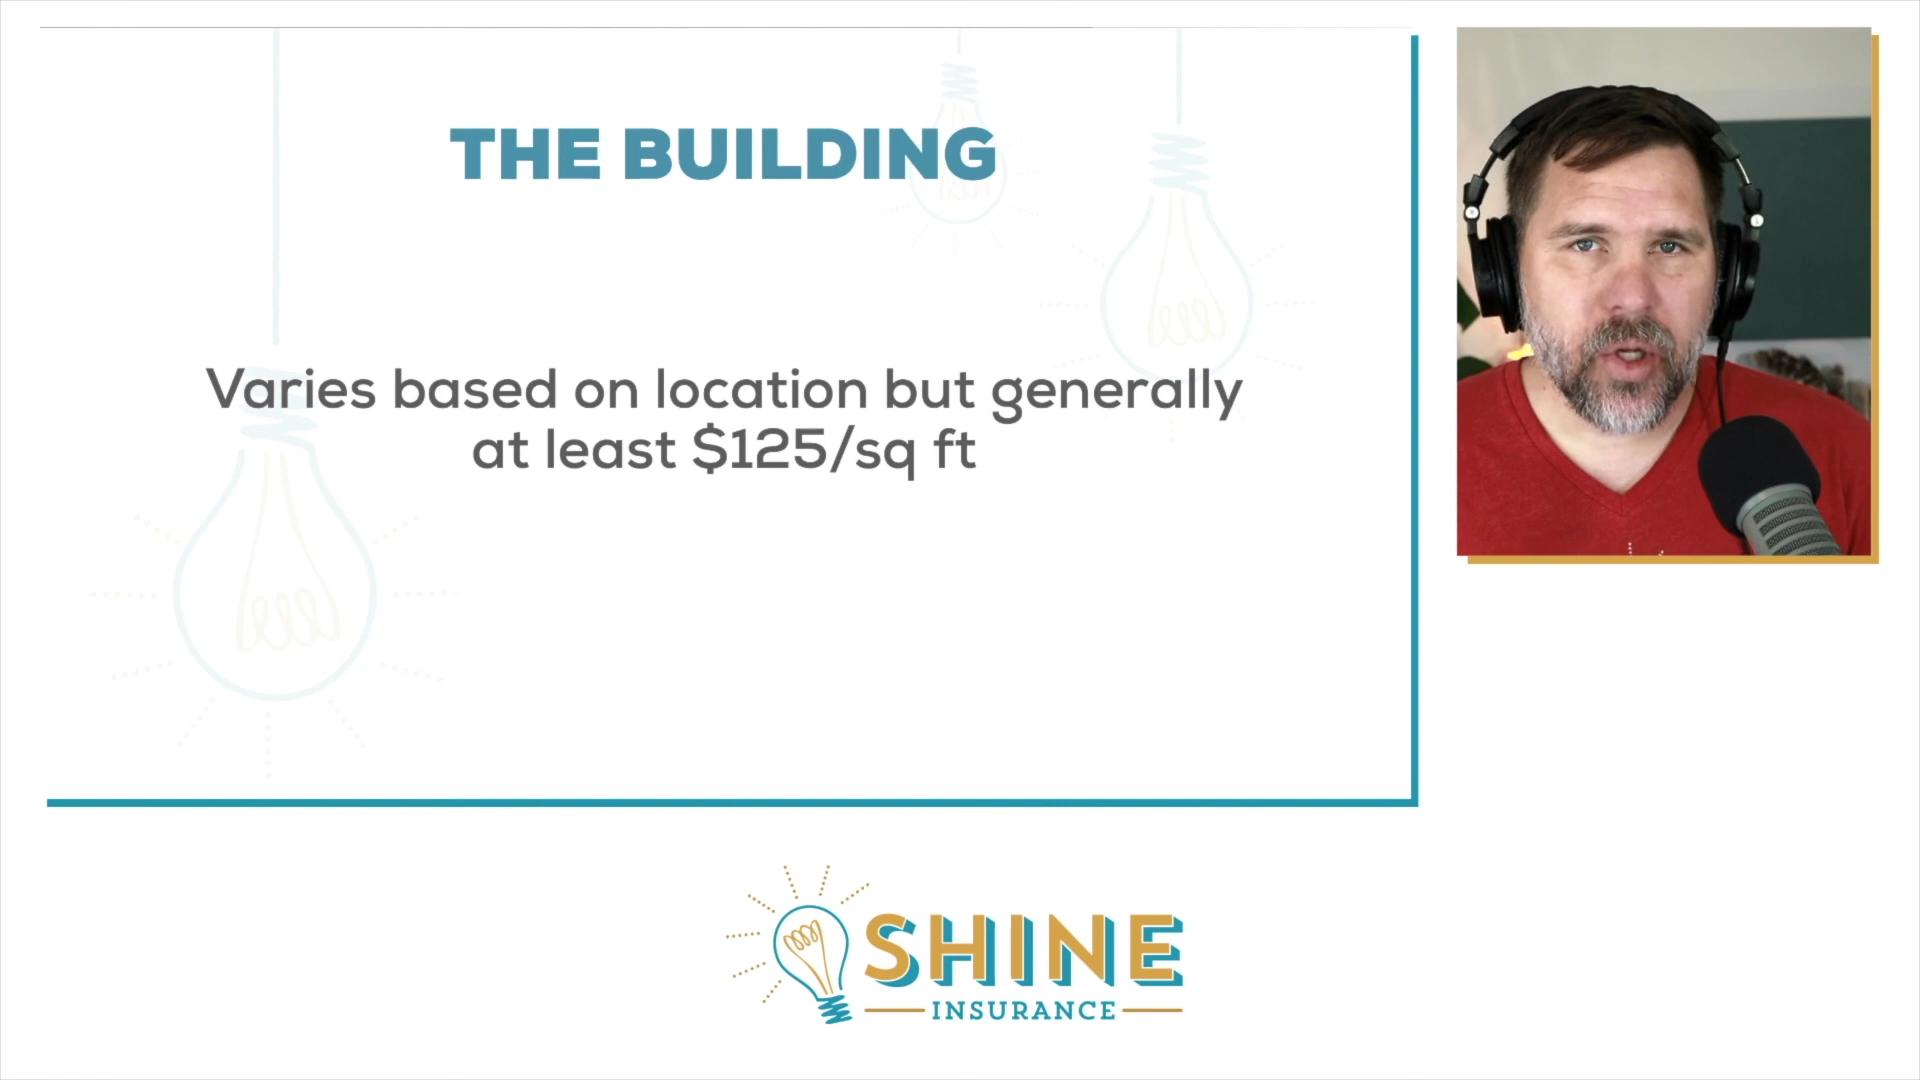 THE BUILDING
Varies based on location but generally
at least $125/sq ft
SHINE
INSURANCE